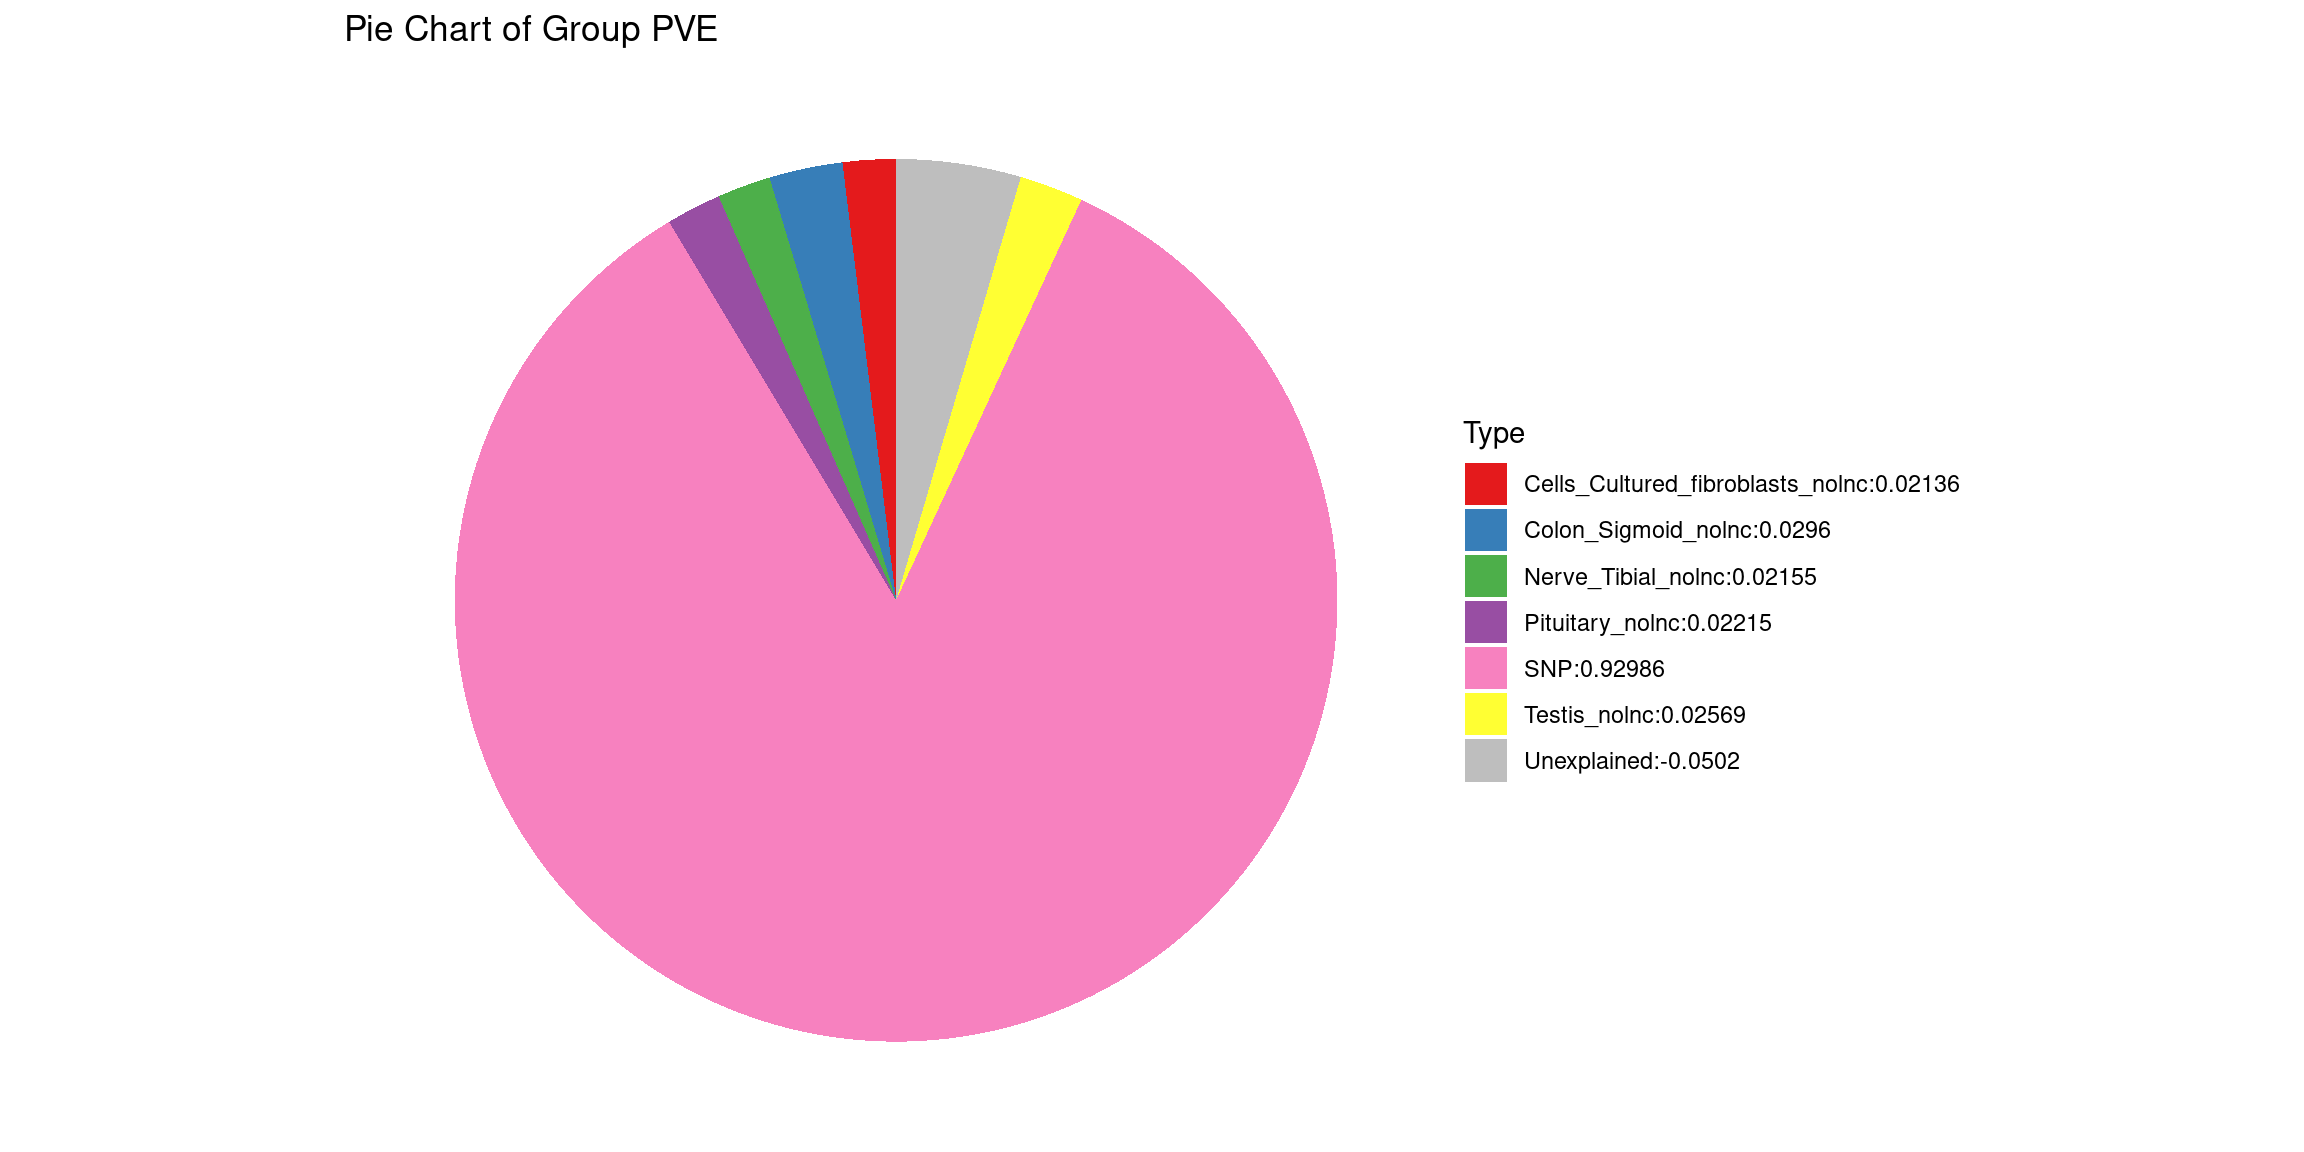 Pie Chart of Group PVE
Type
Cells_Cultured_fibroblasts_nolnc:0.02136
Colon_Sigmoid_nolnc:0.0296
Nerve_Tibial_nolnc:0.02155
Pituitary_nolnc:0.02215
SNP:0.92986
Testis_nolnc:0.02569
Unexplained:-0.0502